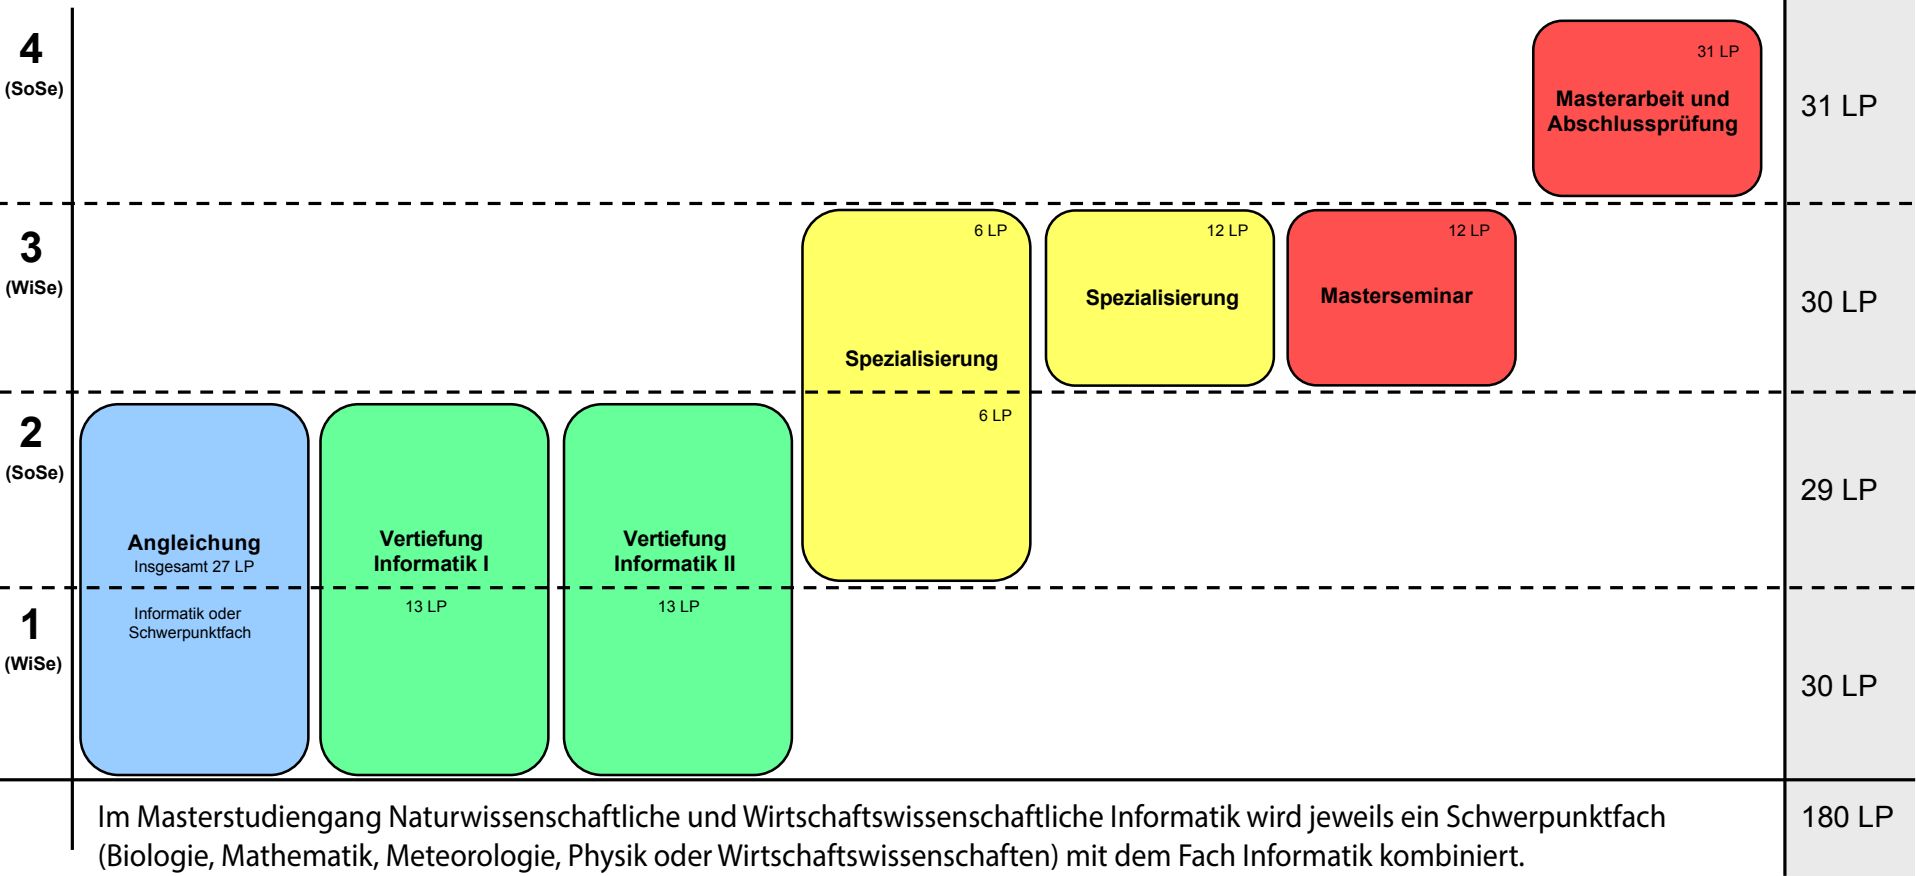 4
(SoSe)
31 LP
Masterarbeit und
Abschlussprüfung
31 LP
3
(WiSe)
6 LP
12 LP
12 LP
Spezialisierung
Masterseminar
30 LP
Spezialisierung
2
(SoSe)
6 LP
29 LP
Angleichung
Insgesamt 27 LP
Vertiefung
Informatik I
Vertiefung
Informatik II
1
(WiSe)
Informatik oder
Schwerpunktfach
13 LP
13 LP
30 LP
Im Masterstudiengang Naturwissenschaftliche und Wirtschaftswissenschaftliche Informatik wird jeweils ein Schwerpunktfach
(Biologie, Mathematik, Meteorologie, Physik oder Wirtschaftswissenschaften) mit dem Fach Informatik kombiniert.
180 LP